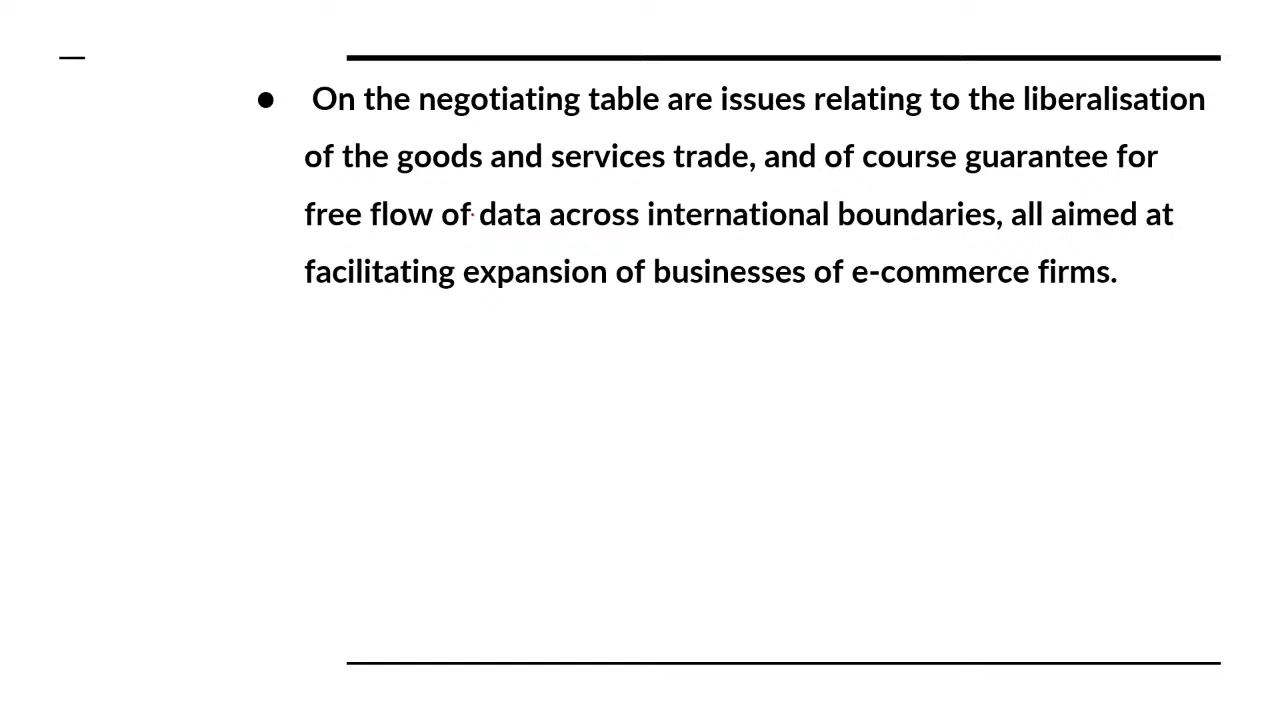 ● On the negotiating table are issues relating to the liberalisation
of the goods and services trade, and of course guarantee for
free flow of data across international boundaries, all aimed at
facilitating expansion of businesses of e-commerce firms.